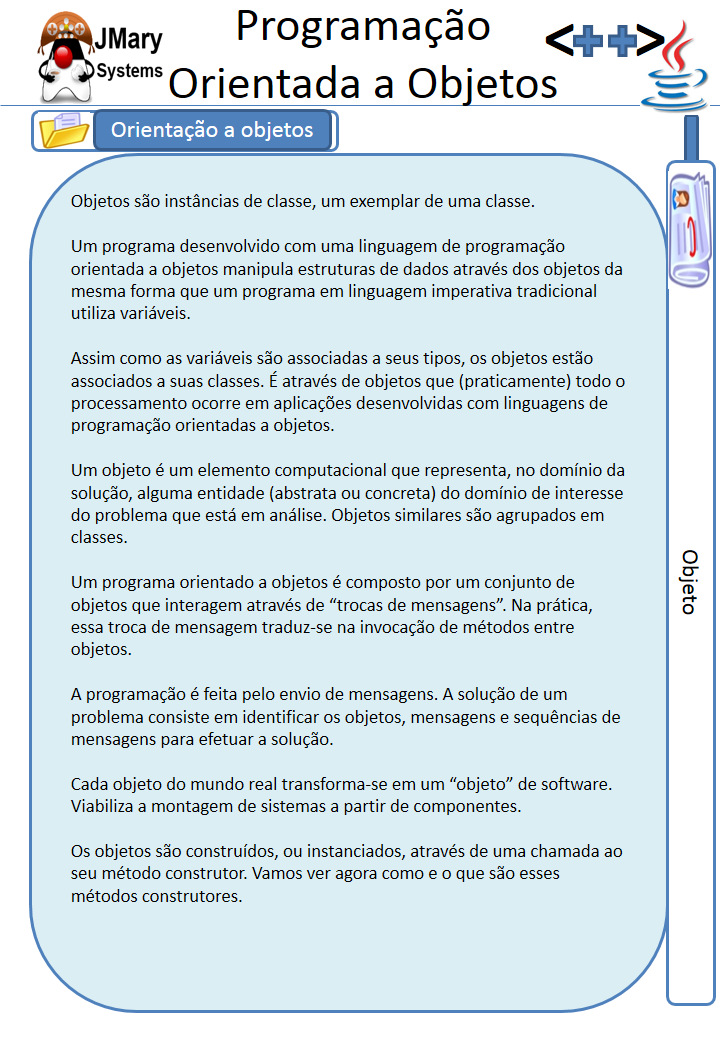 JMary
Systems
Programação
Orientada a Objetos
<++>
Orientação a objetos
Objetos são instâncias de classe, um exemplar de uma classe.
Um programa desenvolvido com uma linguagem de programação
orientada a objetos manipula estruturas de dados através dos objetos da
mesma forma que um programa em linguagem imperativa tradicional
utiliza variáveis.
Assim como as variáveis são associadas a seus tipos, os objetos estão
associados a suas classes. É através de objetos que (praticamente) todo o
processamento ocorre em aplicações desenvolvidas com linguagens de
programação orientadas a objetos.
Um objeto é um elemento computacional que representa, no domínio da
solução, alguma entidade (abstrata ou concreta) do domínio de interesse
do problema que está em análise. Objetos similares são agrupados em
classes.
Um programa orientado a objetos é composto por um conjunto de
objetos que interagem através de “trocas de mensagens”. Na prática,
essa troca de mensagem traduz-se na invocação de métodos entre
objetos.
A programação é feita pelo envio de mensagens. A solução de um
problema consiste em identificar os objetos, mensagens e sequências de
mensagens para efetuar a solução.
Cada objeto do mundo real transforma-se em um “objeto” de software.
Viabiliza a montagem de sistemas a partir de componentes.
Os objetos são construídos, ou instanciados, através de uma chamada ao
seu método construtor. Vamos ver agora como e o que são esses
métodos construtores.
Objeto